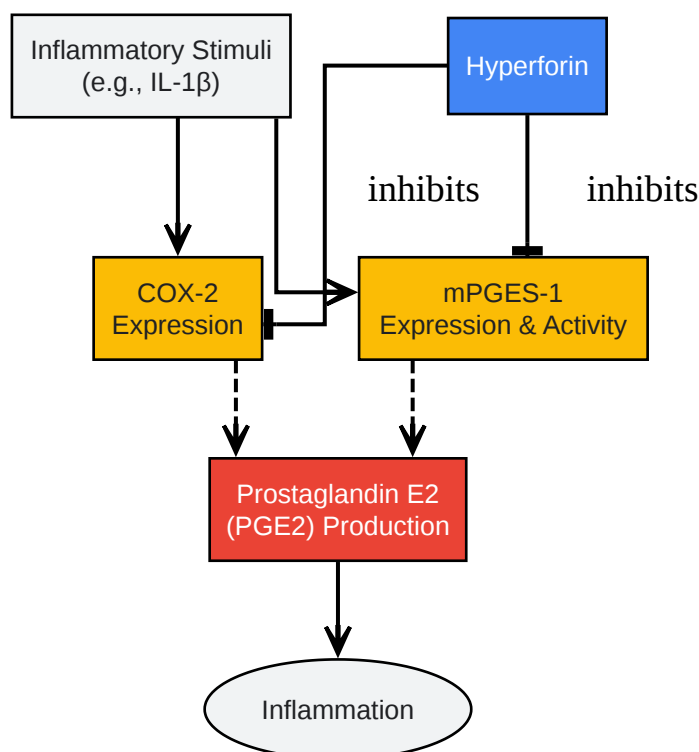 Inflammatory Stimuli
(e.g., IL-1β)
Hyperforin
inhibits
inhibits
COX-2
Expression
mPGES-1
Expression & Activity
Prostaglandin E2
(PGE2) Production
Inflammation